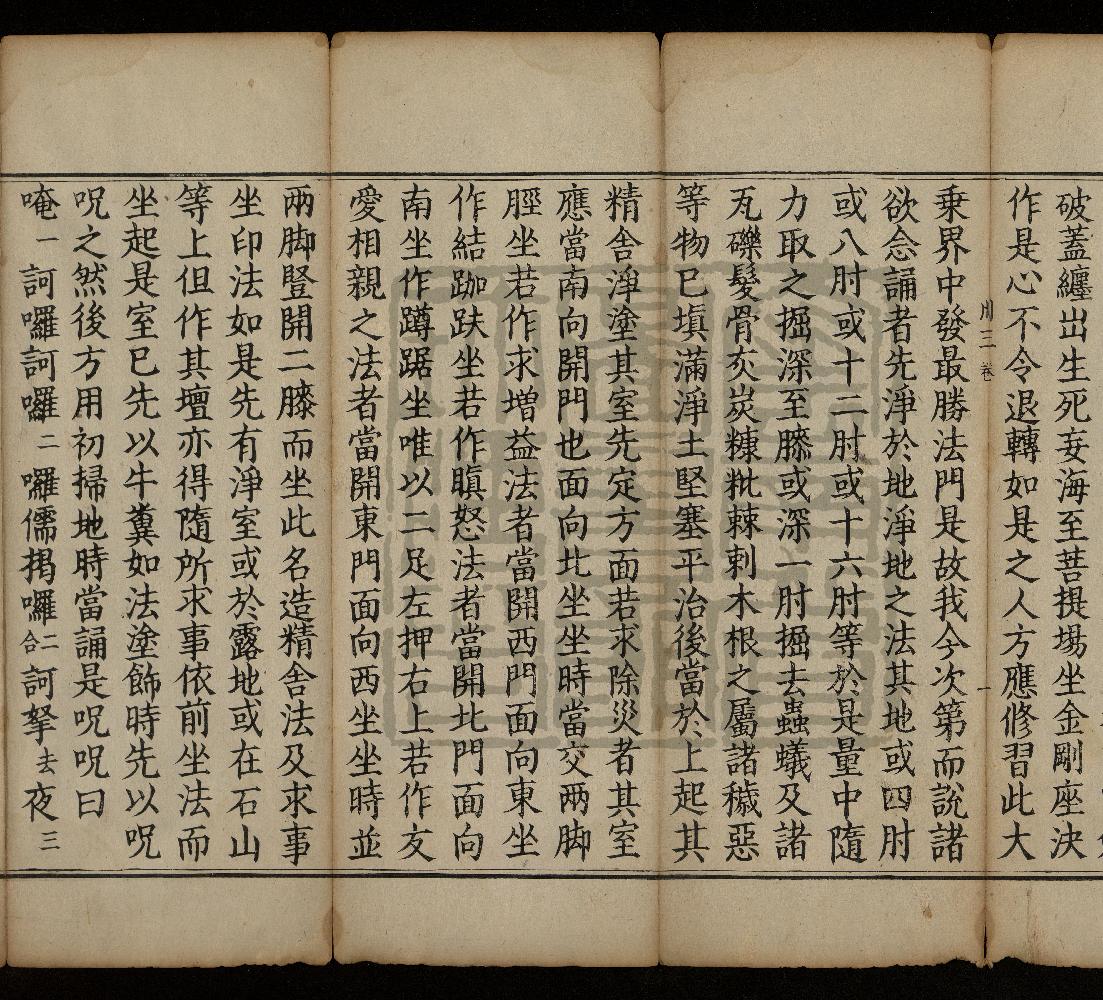 破蓋纏出生死妄海至菩提場坐金剛座決
作是心不令退轉如是之人方應修習此大
川三卷 一
乗界中發最勝法門是故我今次第而說諸
欲念誦者先淨於地淨地之法其地或四肘
或八肘或十二肘或十六肘等於是量中隨
力取之掘深至膝或深一肘掘去蟲蟻及諸
瓦礫髮骨灰炭糠粃棘刺木根之屬諸穢惡
等物已塡滿淨土堅塞平治後當於上起其
精舎淨塗其室先定方面若求除災者其室
應當南向開門也面向北坐坐時當交兩脚
脛坐若作求增益法者當開西門面向東坐
作結跏趺坐若作瞋怒法者當開北門面向
南坐作蹲踞坐唯以二足左押右上若作友
愛相親之法者當開東門面向西坐坐時並
兩脚豎開二膝而坐此名造精舎法及求事
坐印法如是先有淨室或於露地或在石山
等上但作其壇亦得隨所求事依前坐法而
坐起是室已先以牛糞如法塗飾時先以呪
呪之然後方用初掃地時當誦是呪呪曰
唵一訶囉訶囉二囉儒揭囉二合訶拏去夜三